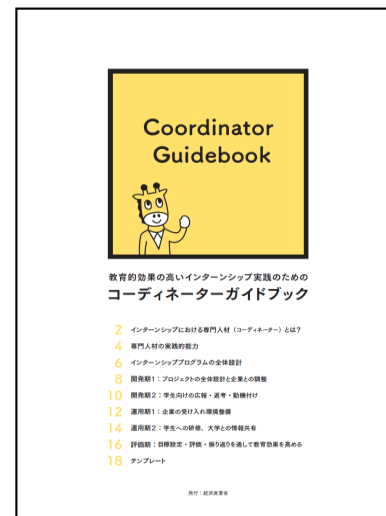 Coordinator
Guidebook
教育的効果の高いインターンシップ実践のための
コーディネーターガイドブック
2 インターンシップにおける専門人材（コーディネーター）とは？
4 専門人材の実践的能力
6 インターンシッププログラムの全体設計
8 開発期1：プロジェクトの全体設計と企業との調整
10 開発期2：学生向けの広報・選考・動機付け
12 運用期1：企業の受け入れ環境整備
14 運用期2：学生への研修、大学との情報共有
16 評価期：目標設定・評価・振り返りを通して教育効果を高める
18 テンプレート
発行：経済産業省